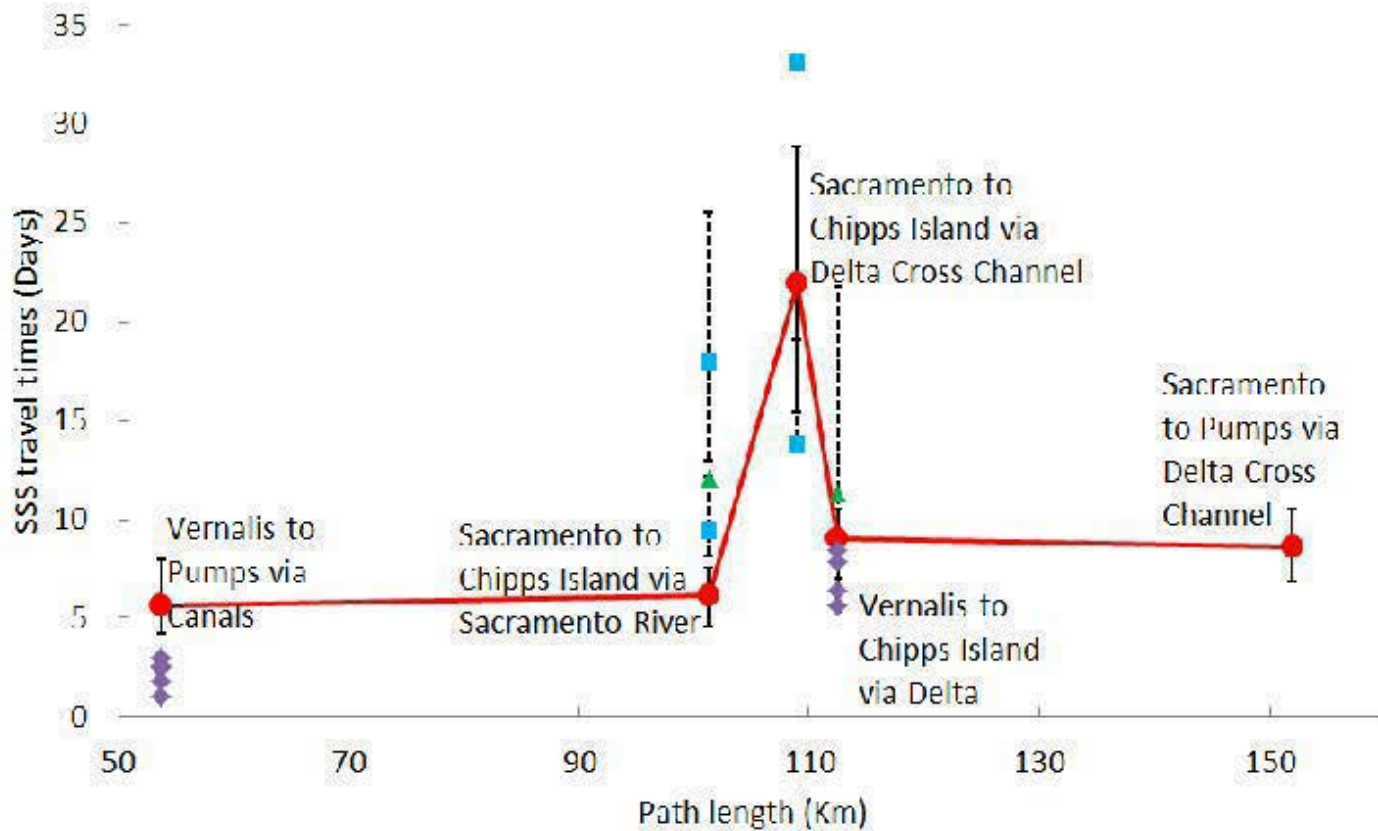 35
30
25
20
15
10
5
0
SSS travel times (Days)
Sacramento to
Chipps Island via
Delta Cross Channel
Sacramento
to Pumps via
Delta Cross
Channel
Vernalis to
Pumps via
Canals
Sacramento to
Chipps Island via
Sacramento River
Vernalis to
Chipps Island
via Delta
50 70 90 110 130 150
Path length (Km)